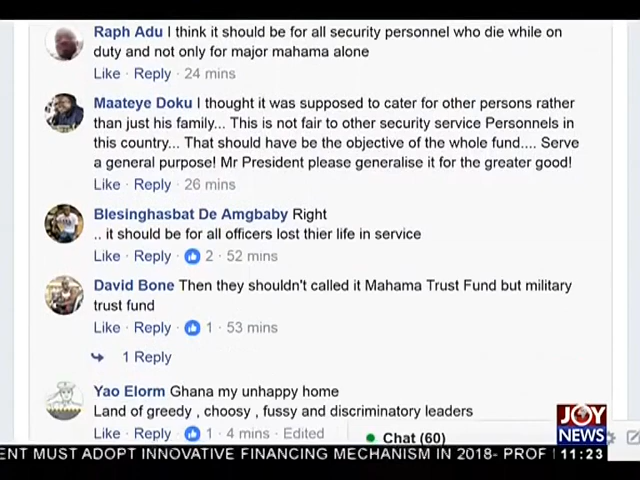 Raph Adu I think it should be for all security personnel who die while on
duty and not only for major mahama alone
Like · Reply · 24 mins
Maateye Doku I thought it was supposed to cater for other persons rather
than just his family... This is not fair to other security service Personnels in
this country... That should have be the objective of the whole fund.... Serve
a general purpose! Mr President please generalise it for the greater good!
Like · Reply · 26 mins
Blesinghasbat De Amgbaby Right
.. it should be for all officers lost thier life in service
Like · Reply · 2 · 52 mins
David Bone Then they shouldn't called it Mahama Trust Fund but military
trust fund
Like · Reply · 1 · 53 mins
1 Reply
Yao Elorm Ghana my unhappy home
Land of greedy , choosy , fussy and discriminatory leaders
Like · Reply · 1 · 4 mins · Edited
Chat (60)
JOY
NEWS
ENT MUST ADOPT INNOVATIVE FINANCING MECHANISM IN 2018- PROF
11:23